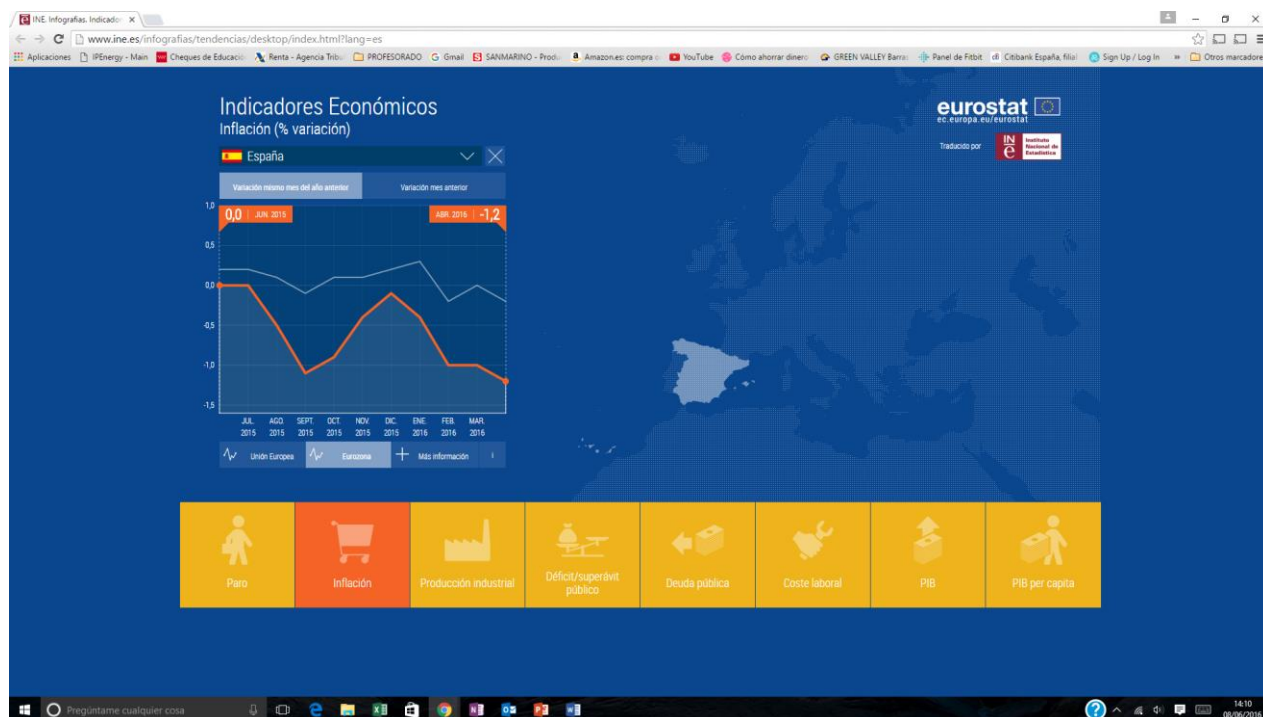 INE. Infografías. Indicador
www.ine.es/infografias/tendencias/desktop/index.html?lang=es
Aplicaciones IPEnergy - Main Cheques de Educació Renta - Agencia Tribu PROFESORADO Gmail SANMARINO - Prod... Amazon.es: compra o YouTube Cómo ahorrar dinero GREEN VALLEY Barra Panel de Fitbit Citibank España, filial Sign Up / Log In » Otros marcadores
Indicadores Económicos
Inflación (% variación)
España
Variación mismo mes del año anterior Variación mes anterior
eurostat
ec.europa.eu/eurostat
Traducido por
INe Instituto
Nacional de
Estadística
1,0
0,0 JUN. 2015 ABR. 2016 -1,2
0,5
0,0
-0,5
-1,0
-1,5
JUL. AGO. SEPT. OCT. NOV. DIC. ENE. FEB. MAR.
2015 2015 2015 2015 2015 2015 2016 2016 2016
Unión Europea Eurozona Más información
Paro
Inflación
Producción industrial
Déficit/superávit
público
Deuda pública
Coste laboral
PIB
PIB per capita
Pregúntame cualquier cosa
14:10
08/06/2016